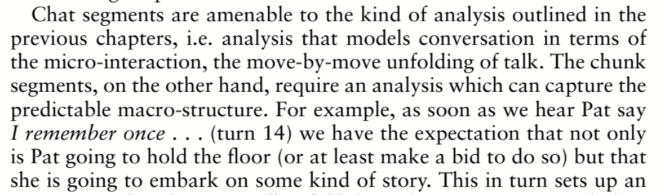 Chat segments are amenable to the kind of analysis outlined in the
previous chapters, i.e. analysis that models conversation in terms of
the micro-interaction, the move-by-move unfolding of talk. The chunk
segments, on the other hand, require an analysis which can capture the
predictable macro-structure. For example, as soon as we hear Pat say
I remember once . . . (turn 14) we have the expectation that not only
is Pat going to hold the floor (or at least make a bid to do so) but that
she is going to embark on some kind of story. This in turn sets up an